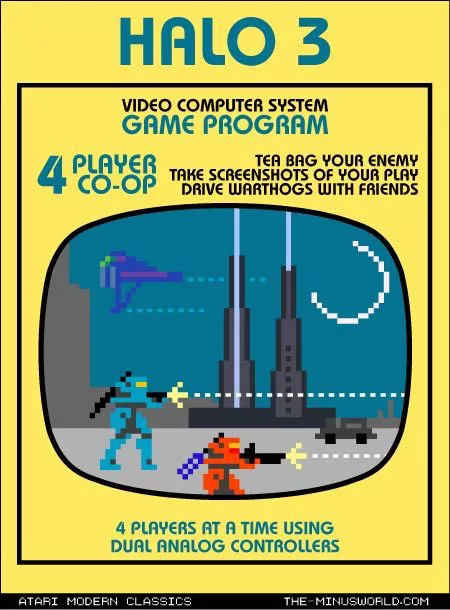 HALO 3
VIDEO COMPUTER SYSTEM
GAME PROGRAM
4 PLAYER
CO-OP
TEA BAG YOUR ENEMY
TAKE SCREENSHOTS OF YOUR PLAY
DRIVE WARTHOGS WITH FRIENDS
4 PLAYERS AT A TIME USING
DUAL ANALOG CONTROLLERS
ATARI MODERN CLASSICS
THE-MINUSWORLD.COM